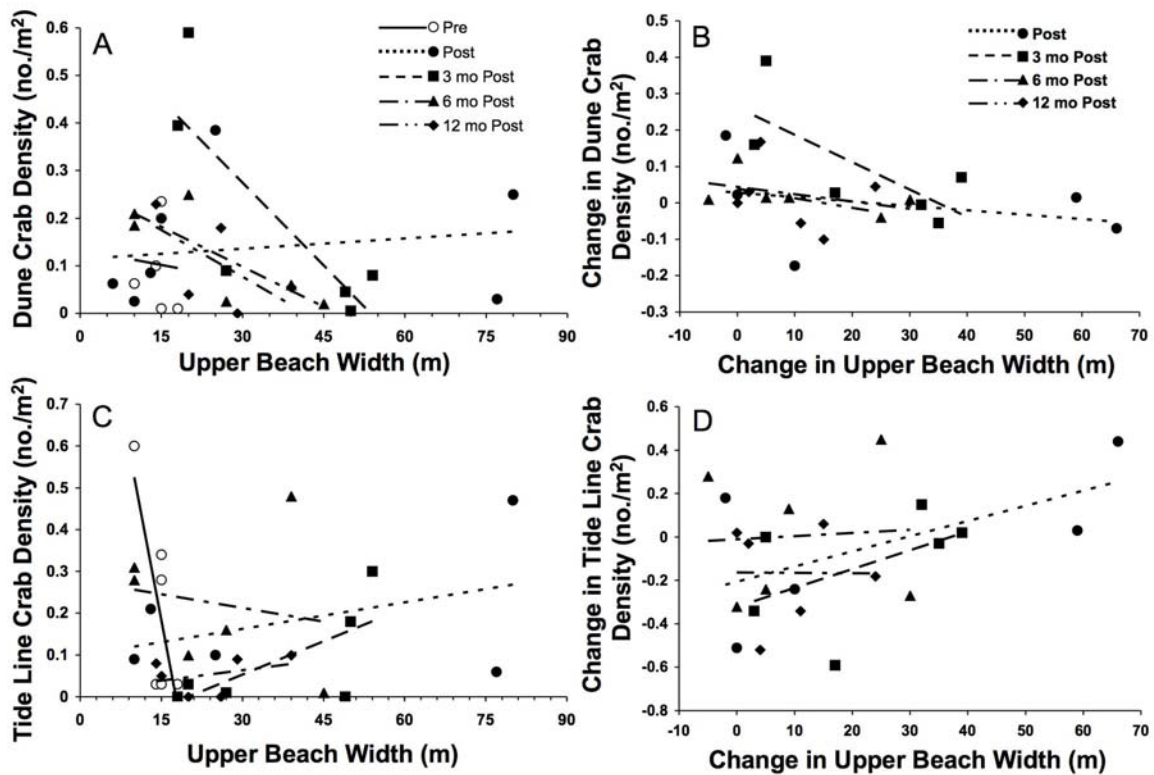 A
Dune Crab Density (no./m²)
0.6
0.5
0.4
0.3
0.2
0.1
0
0 15 30 45 60 75 90
Upper Beach Width (m)
Pre
Post
3 mo Post
6 mo Post
12 mo Post
B
Change in Dune Crab
Density (no./m²)
0.5
0.4
0.3
0.2
0.1
0
-0.1
-0.2
-0.3
-10 0 10 20 30 40 50 60 70
Change in Upper Beach Width (m)
Post
3 mo Post
6 mo Post
12 mo Post
C
Tide Line Crab Density (no./m²)
0.7
0.6
0.5
0.4
0.3
0.2
0.1
0
0 15 30 45 60 75 90
Upper Beach Width (m)
D
Change in Tide Line Crab
Density (no./m²)
0.6
0.4
0.2
0
-0.2
-0.4
-0.6
-0.8
-10 0 10 20 30 40 50 60 70
Change in Upper Beach Width (m)